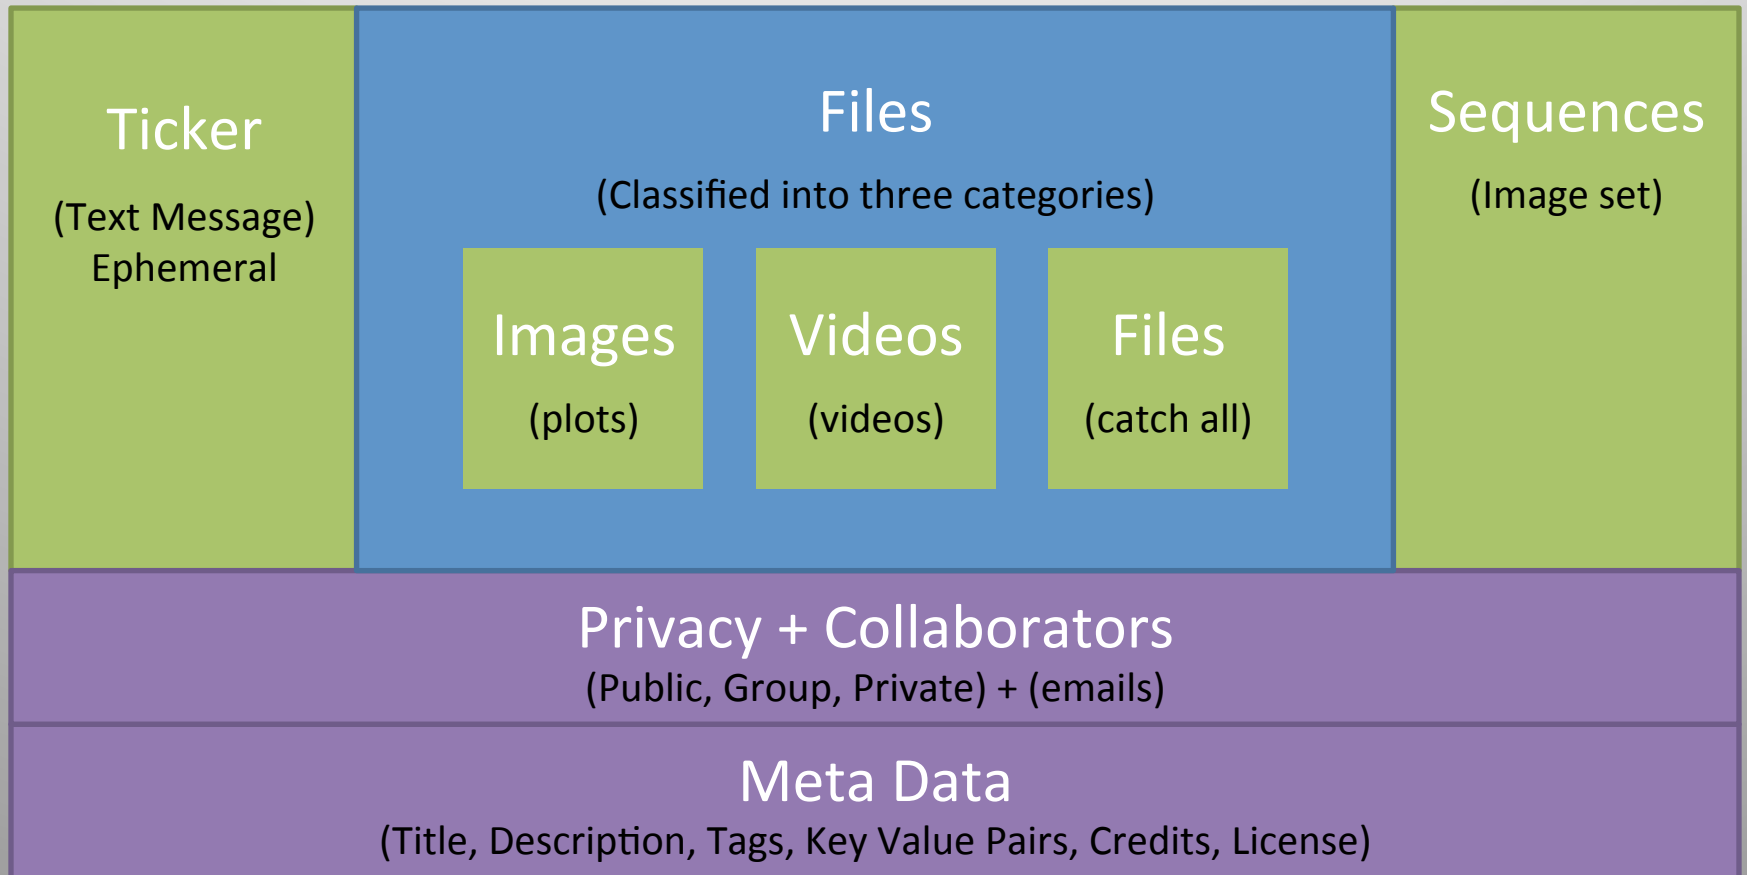 Ticker
(Text Message)
Ephemeral
Files
(Classified into three categories)
Images
(plots)
Videos
(videos)
Files
(catch all)
Sequences
(Image set)
Privacy + Collaborators
(Public, Group, Private) + (emails)
Meta Data
(Title, Description, Tags, Key Value Pairs, Credits, License)